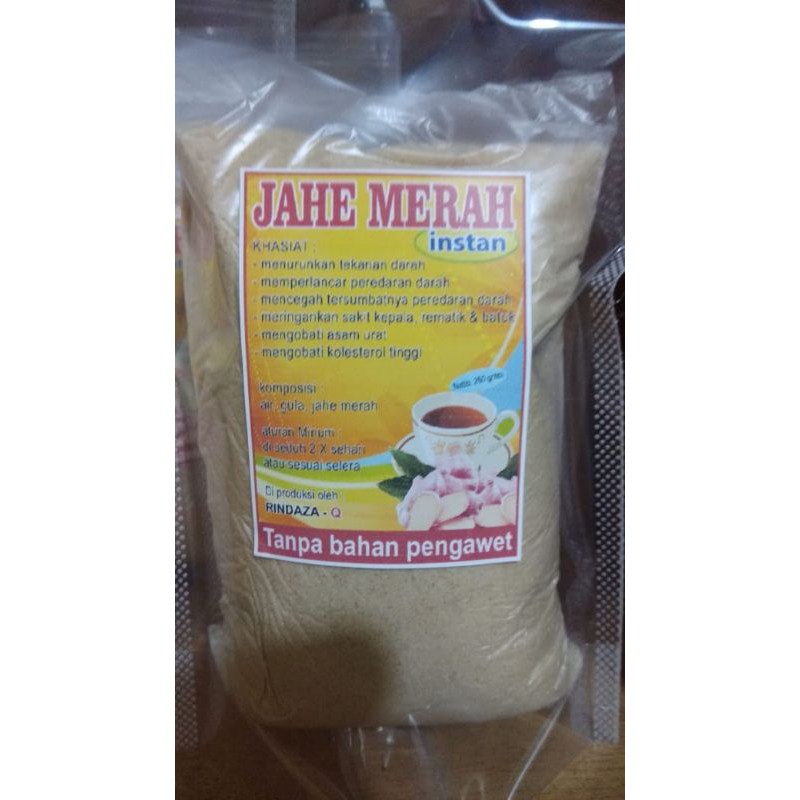 JAHE MERAH
instan
KHASIAT :
- menurunkan tekanan darah
- memperlancar peredaran darah
- mencegah tersumbatnya peredaran darah
- meringankan sakit kepala, rematik & batuk
- mengobati asam urat
- mengobati kolesterol tinggi
Netto: 250 grm
komposisi :
air, gula, jahe merah
aturan Minum :
di seduh 2 X sehari
atau sesuai selera
Di produksi oleh
RINDAZA - Q
Tanpa bahan pengawet